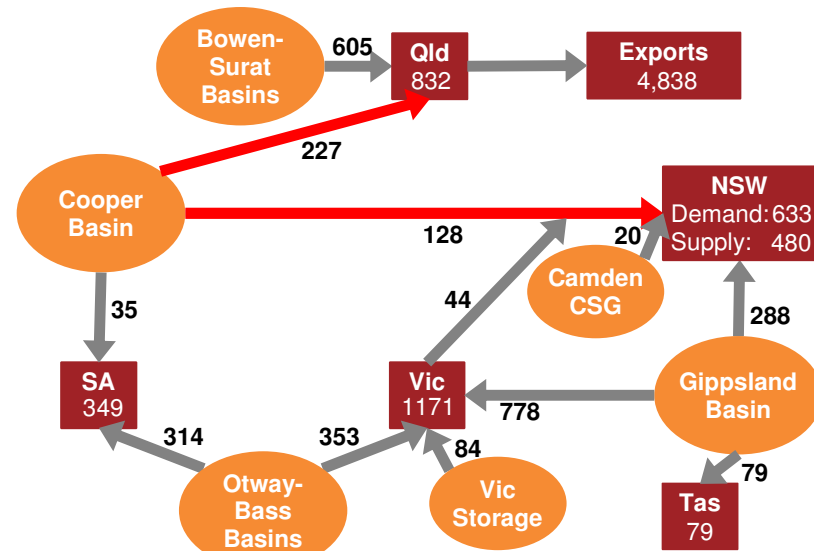 Bowen-
Surat
Basins
605
Qld
832
Exports
4,838
227
Cooper
Basin
128
NSW
Demand: 633
Supply: 480
20
Camden
CSG
44
35
288
SA
349
Vic
1171
778
Gippsland
Basin
314
353
84
79
Otway-
Bass
Basins
Vic
Storage
Tas
79